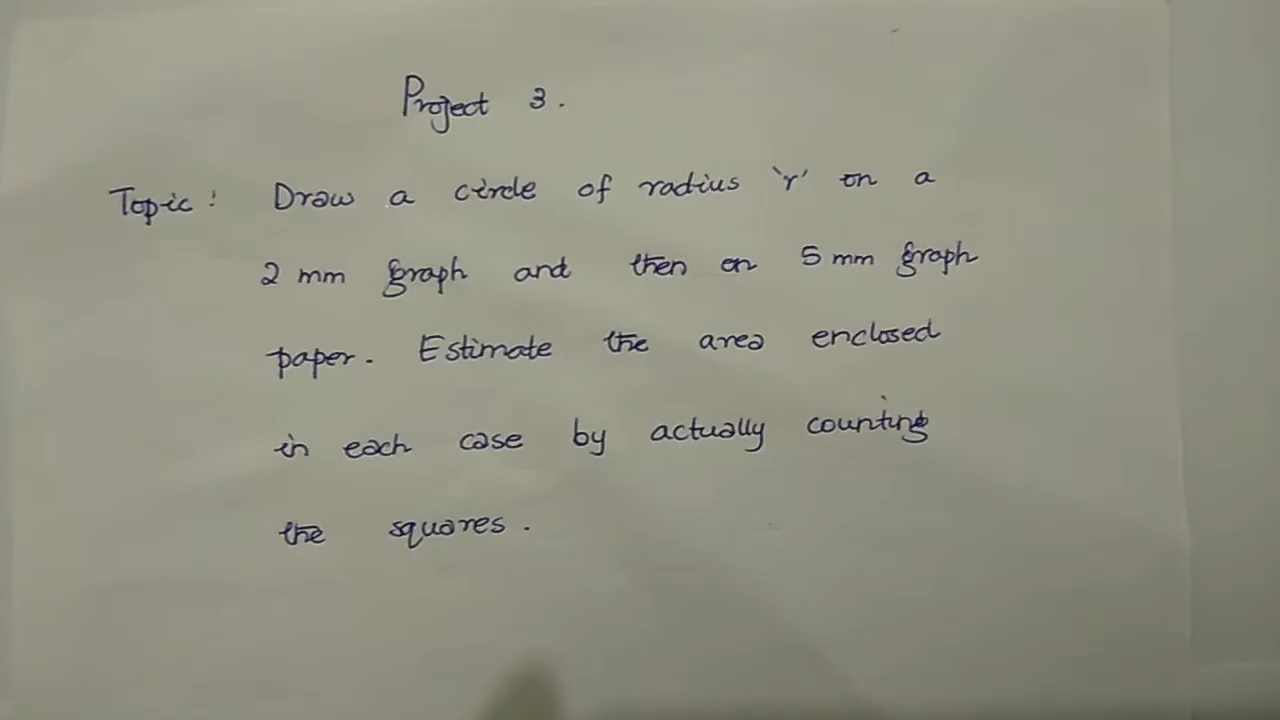 Project 3.
Topic: Draw a circle of radius 'r' on a
2 mm graph and then on 5 mm graph
paper. Estimate the area enclosed
in each case by actually counting
the squares.